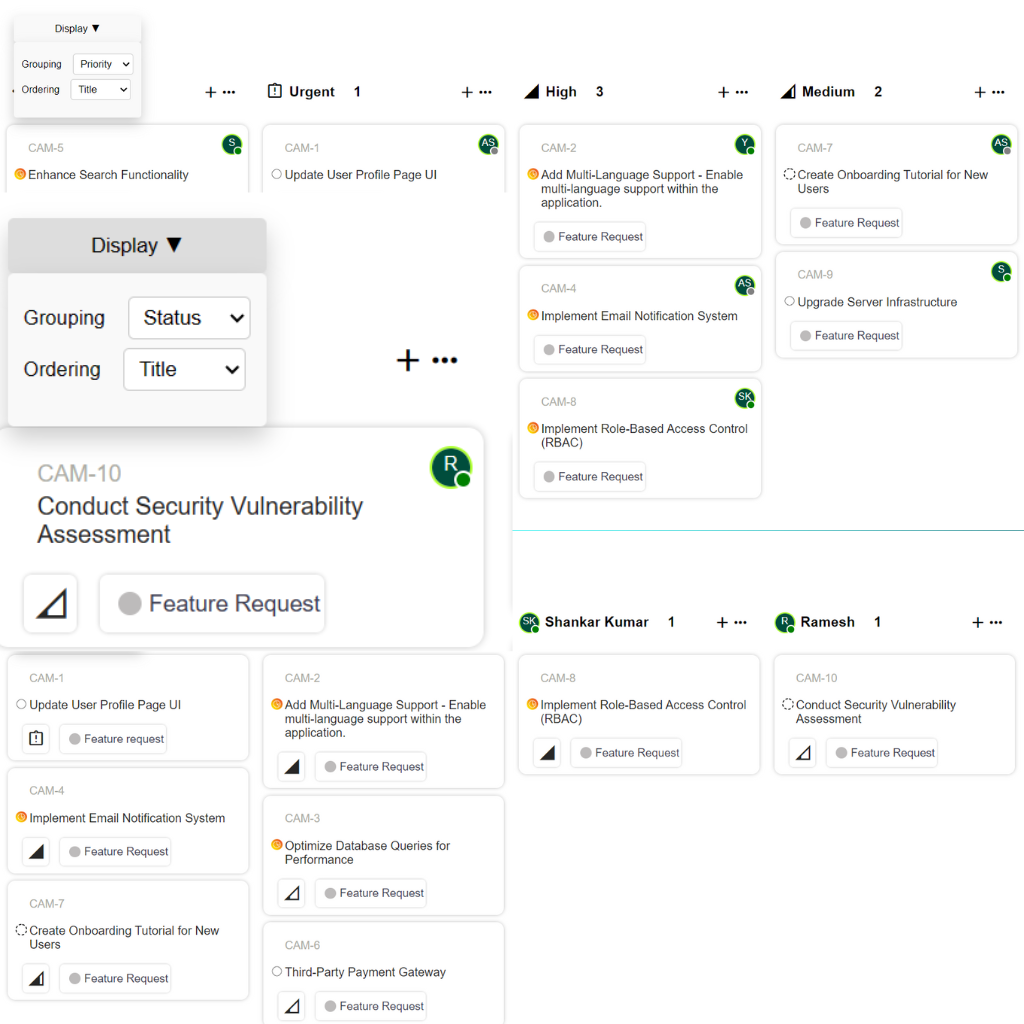 Display ▼
Grouping Priority
Ordering Title
Urgent 1
High 3
Medium 2
CAM-5
S
Enhance Search Functionality
CAM-1
AS
Update User Profile Page UI
CAM-2
Y
Add Multi-Language Support - Enable
multi-language support within the
application.
Feature Request
CAM-4
AS
Implement Email Notification System
Feature Request
CAM-8
SK
Implement Role-Based Access Control
(RBAC)
Feature Request
CAM-7
AS
Create Onboarding Tutorial for New
Users
Feature Request
CAM-9
S
Upgrade Server Infrastructure
Feature Request
Display ▼
Grouping Status
Ordering Title
CAM-10
R
Conduct Security Vulnerability
Assessment
Feature Request
CAM-1
Update User Profile Page UI
Feature request
CAM-4
Implement Email Notification System
Feature Request
CAM-7
Create Onboarding Tutorial for New
Users
Feature Request
CAM-2
Add Multi-Language Support - Enable
multi-language support within the
application.
Feature Request
CAM-3
Optimize Database Queries for
Performance
Feature Request
CAM-6
Third-Party Payment Gateway
Feature Request
SK Shankar Kumar 1
CAM-8
Implement Role-Based Access Control
(RBAC)
Feature Request
R Ramesh 1
CAM-10
Conduct Security Vulnerability
Assessment
Feature Request